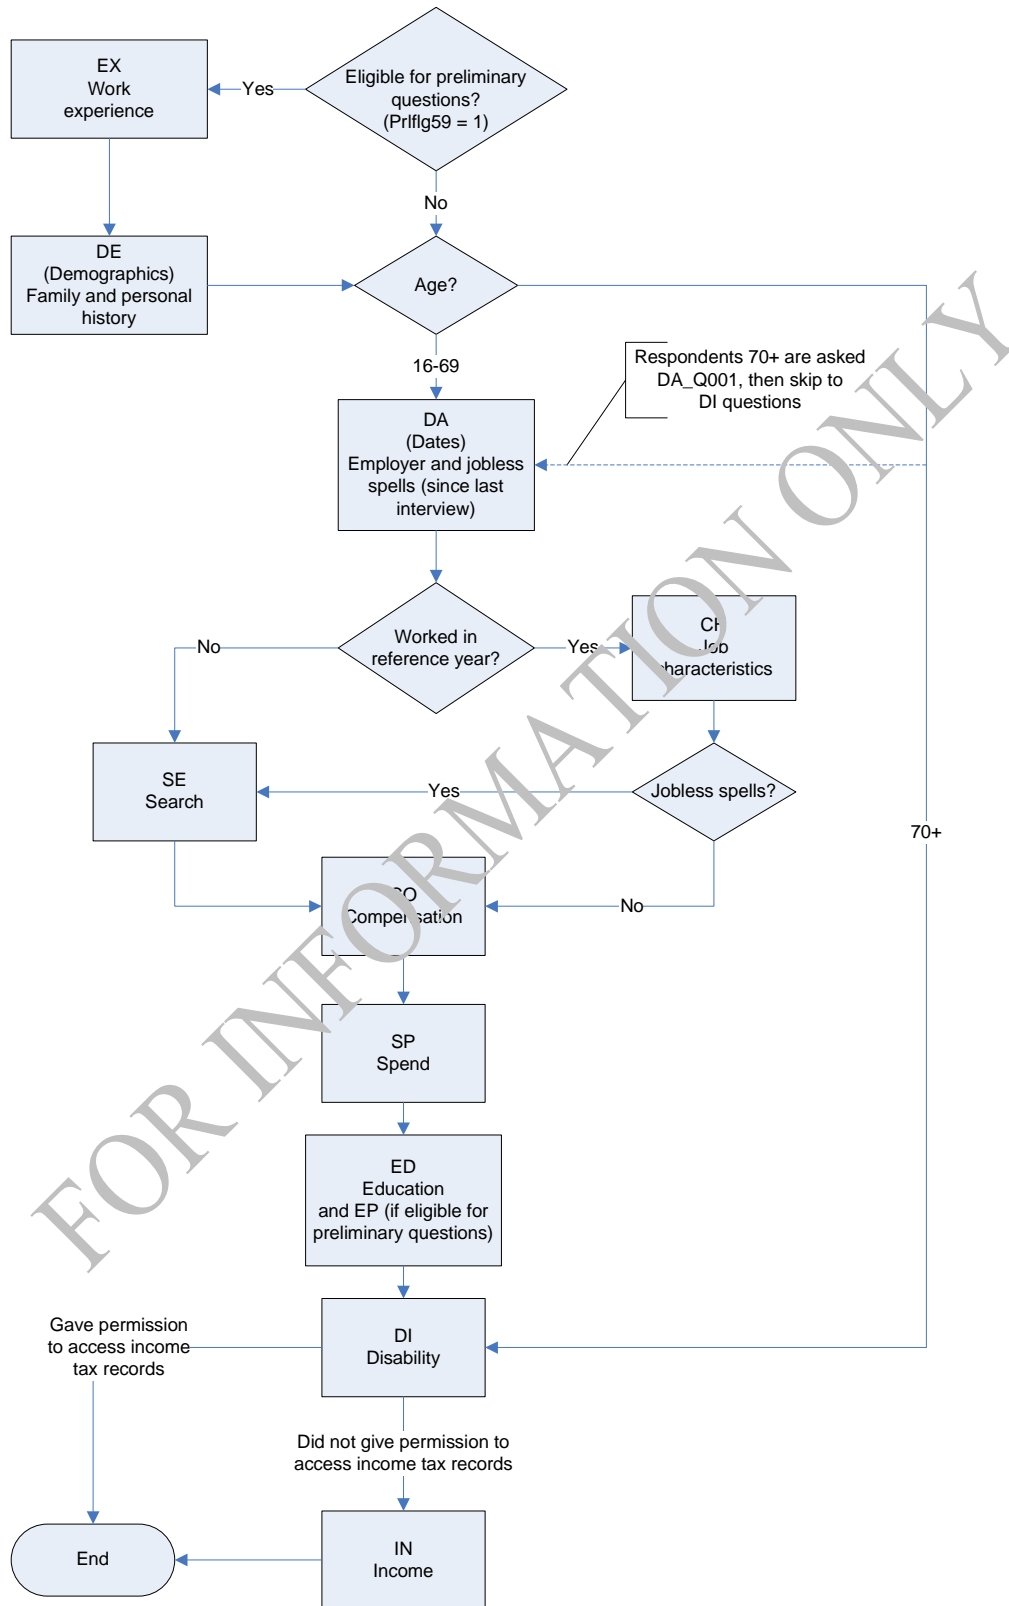 EX
Work
experience
Yes
Eligible for preliminary
questions?
(Prlflg59 = 1)
No
DE
(Demographics)
Family and personal
history
Age?
16-69
Respondents 70+ are asked
DA_Q001, then skip to
DI questions
DA
(Dates)
Employer and jobless
spells (since last
interview)
No
Worked in
reference year?
Yes
Job
characteristics
SE
Search
Yes
Jobless spells?
70+
CO
Compensation
No
SP
Spend
ED
Education
and EP (if eligible for
preliminary questions)
Gave permission
to access income
tax records
DI
Disability
Did not give permission to
access income tax records
End
IN
Income
FOR INFORMATION ONLY